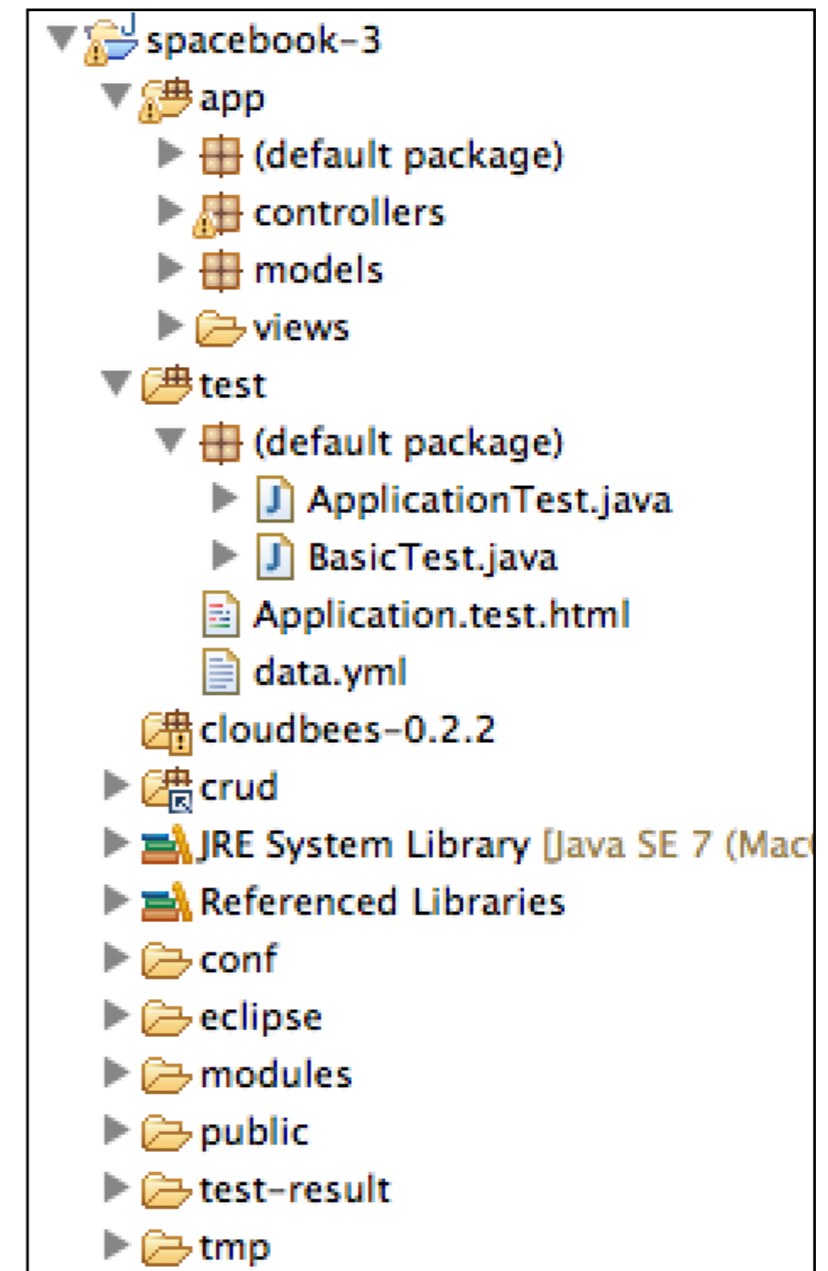 spacebook-3
app
(default package)
controllers
models
views
test
(default package)
ApplicationTest.java
BasicTest.java
Application.test.html
data.yml
cloudbees-0.2.2
crud
JRE System Library [Java SE 7 (Mac
Referenced Libraries
conf
eclipse
modules
public
test-result
tmp